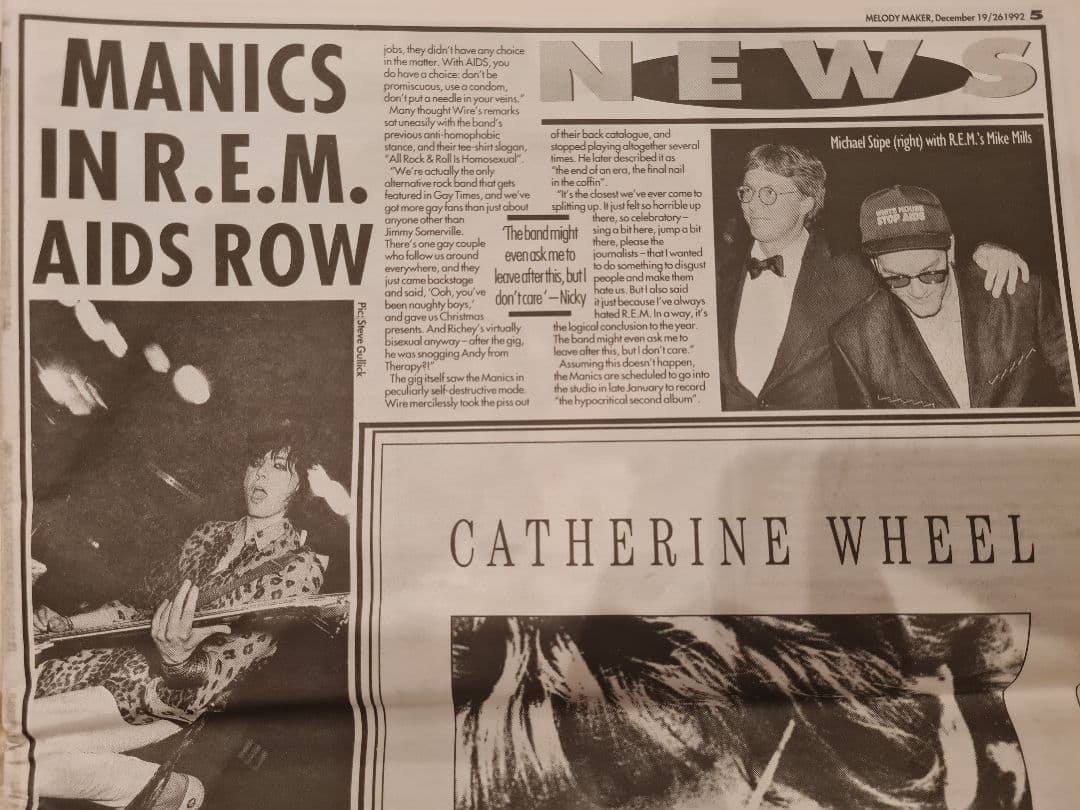 MELODY MAKER, December 19/26 1992 5
MANICS
IN R.E.M.
AIDS ROW
Pic: Steve Gullick
jobs, they didn't have any choice
in the matter. With AIDS, you
do have a choice: don't be
promiscuous, use a condom,
don't put a needle in your veins."
Many thought Wire's remarks
sat uneasily with the band's
previous anti-homophobic
stance, and their tee-shirt slogan,
"All Rock & Roll Is Homosexual".
"We're actually the only
alternative rock band that gets
featured in Gay Times, and we've
got more gay fans than just about
anyone other than
Jimmy Somerville.
There's one gay couple
who follow us around
everywhere, and they
just came backstage
and said, 'Ooh, you've
been naughty boys,'
and gave us Christmas
presents. And Richey's virtually
bisexual anyway – after the gig,
he was snogging Andy from
Therapy?!"
The gig itself saw the Manics in
peculiarly self-destructive mode.
Wire mercilessly took the piss out
'The band might
even ask me to
leave after this, but I
don't care' – Nicky
NEWS
of their back catalogue, and
stopped playing altogether several
times. He later described it as
"the end of an era, the final nail
in the coffin".
"It's the closest we've ever come to
splitting up. It just felt so horrible up
there, so celebratory –
sing a bit here, jump a bit
there, please the
journalists – that I wanted
to do something to disgust
people and make them
hate us. But I also said
it just because I've always
hated R.E.M. In a way, it's
the logical conclusion to the year.
The band might even ask me to
leave after this, but I don't care."
Assuming this doesn't happen,
the Manics are scheduled to go into
the studio in late January to record
"the hypocritical second album".
Michael Stipe (right) with R.E.M.'s Mike Mills
WHITE HOUSE
STOP AIDS
CATHERINE WHEEL